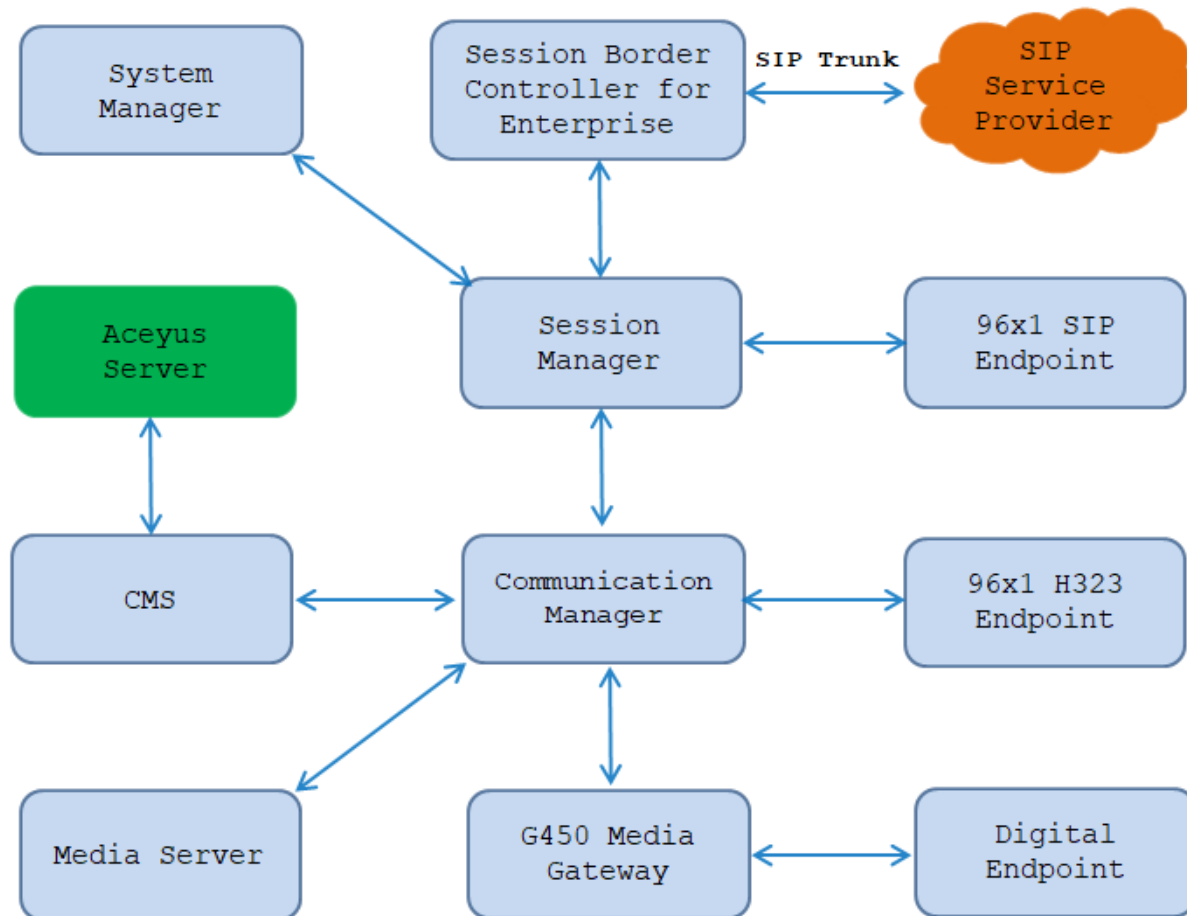 System
Manager
Session Border
Controller for
Enterprise
SIP Trunk
SIP
Service
Provider
Aceyus
Server
Session
Manager
96x1 SIP
Endpoint
CMS
Communication
Manager
96x1 H323
Endpoint
Media Server
G450 Media
Gateway
Digital
Endpoint